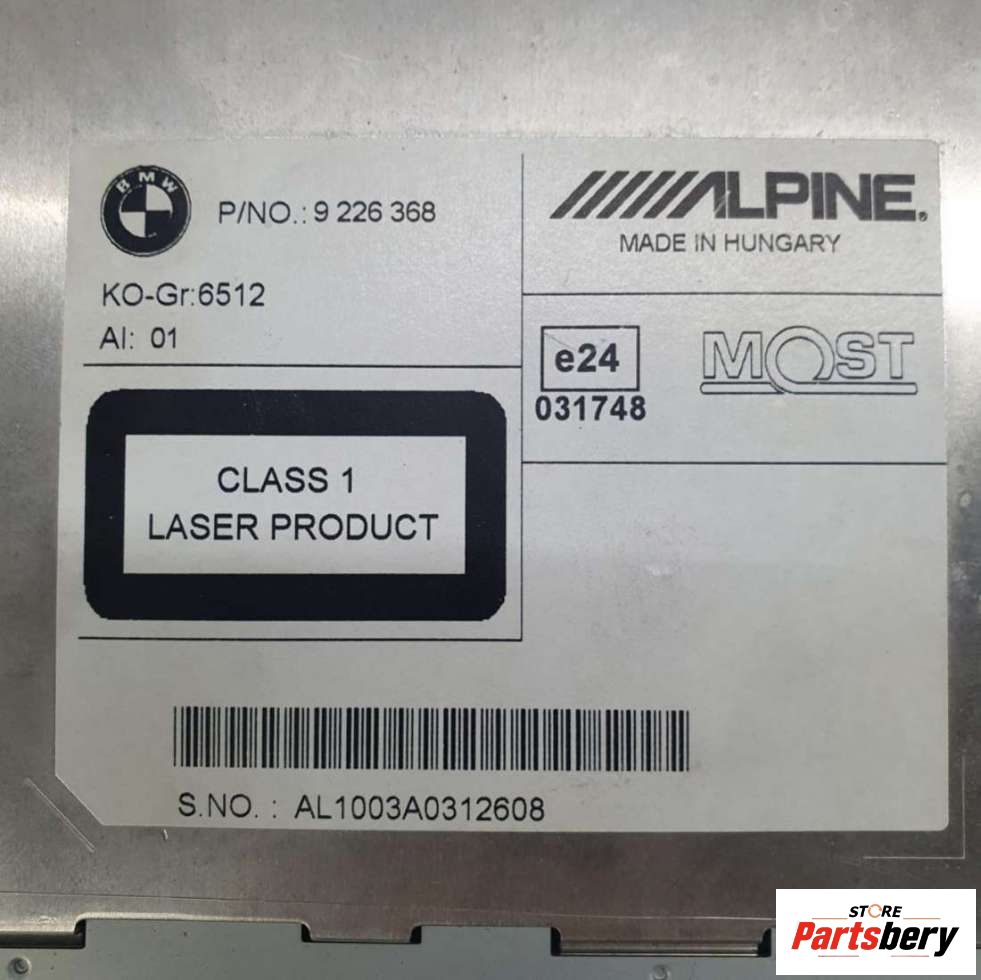 BMW
P/NO.: 9 226 368
KO-Gr:6512
AI: 01
ALPINE®
MADE IN HUNGARY
e24
031748
MOST
CLASS 1
LASER PRODUCT
S.NO. : AL1003A0312608
STORE
Partsbery